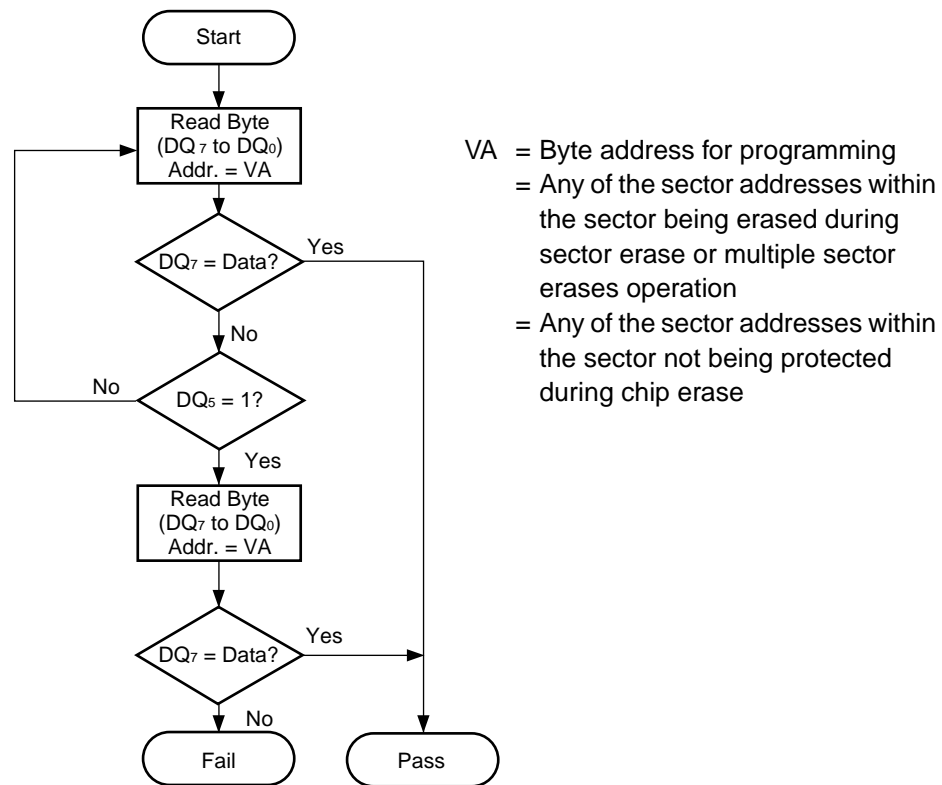 Start
Read Byte
(DQ7 to DQ0)
Addr. = VA
DQ7 = Data?
Yes
No
DQ5 = 1?
No
Yes
Read Byte
(DQ7 to DQ0)
Addr. = VA
DQ7 = Data?
Yes
No
Fail
Pass
VA = Byte address for programming
= Any of the sector addresses within
the sector being erased during
sector erase or multiple sector
erases operation
= Any of the sector addresses within
the sector not being protected
during chip erase